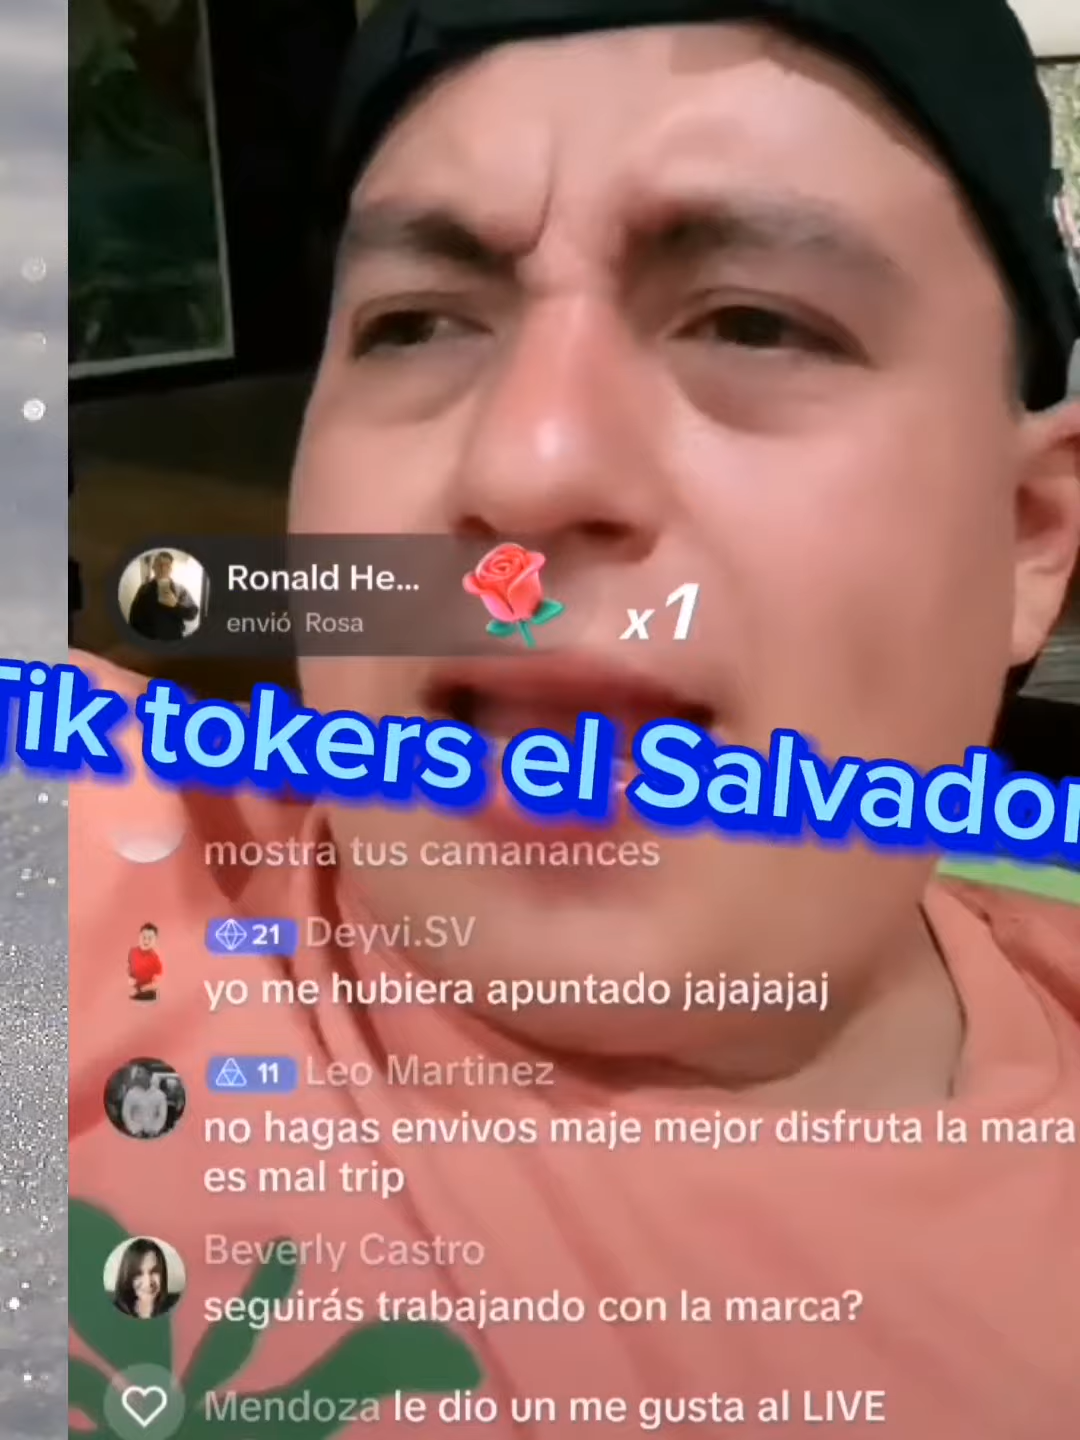 Ronald He...
envió Rosa
x1
Tik tokers el Salvador
mostra tus camanances
21 Deyvi.SV
yo me hubiera apuntado jajajajaj
11 Leo Martinez
no hagas envivos maje mejor disfruta la mara
es mal trip
Beverly Castro
seguirás trabajando con la marca?
Mendoza le dio un me gusta al LIVE